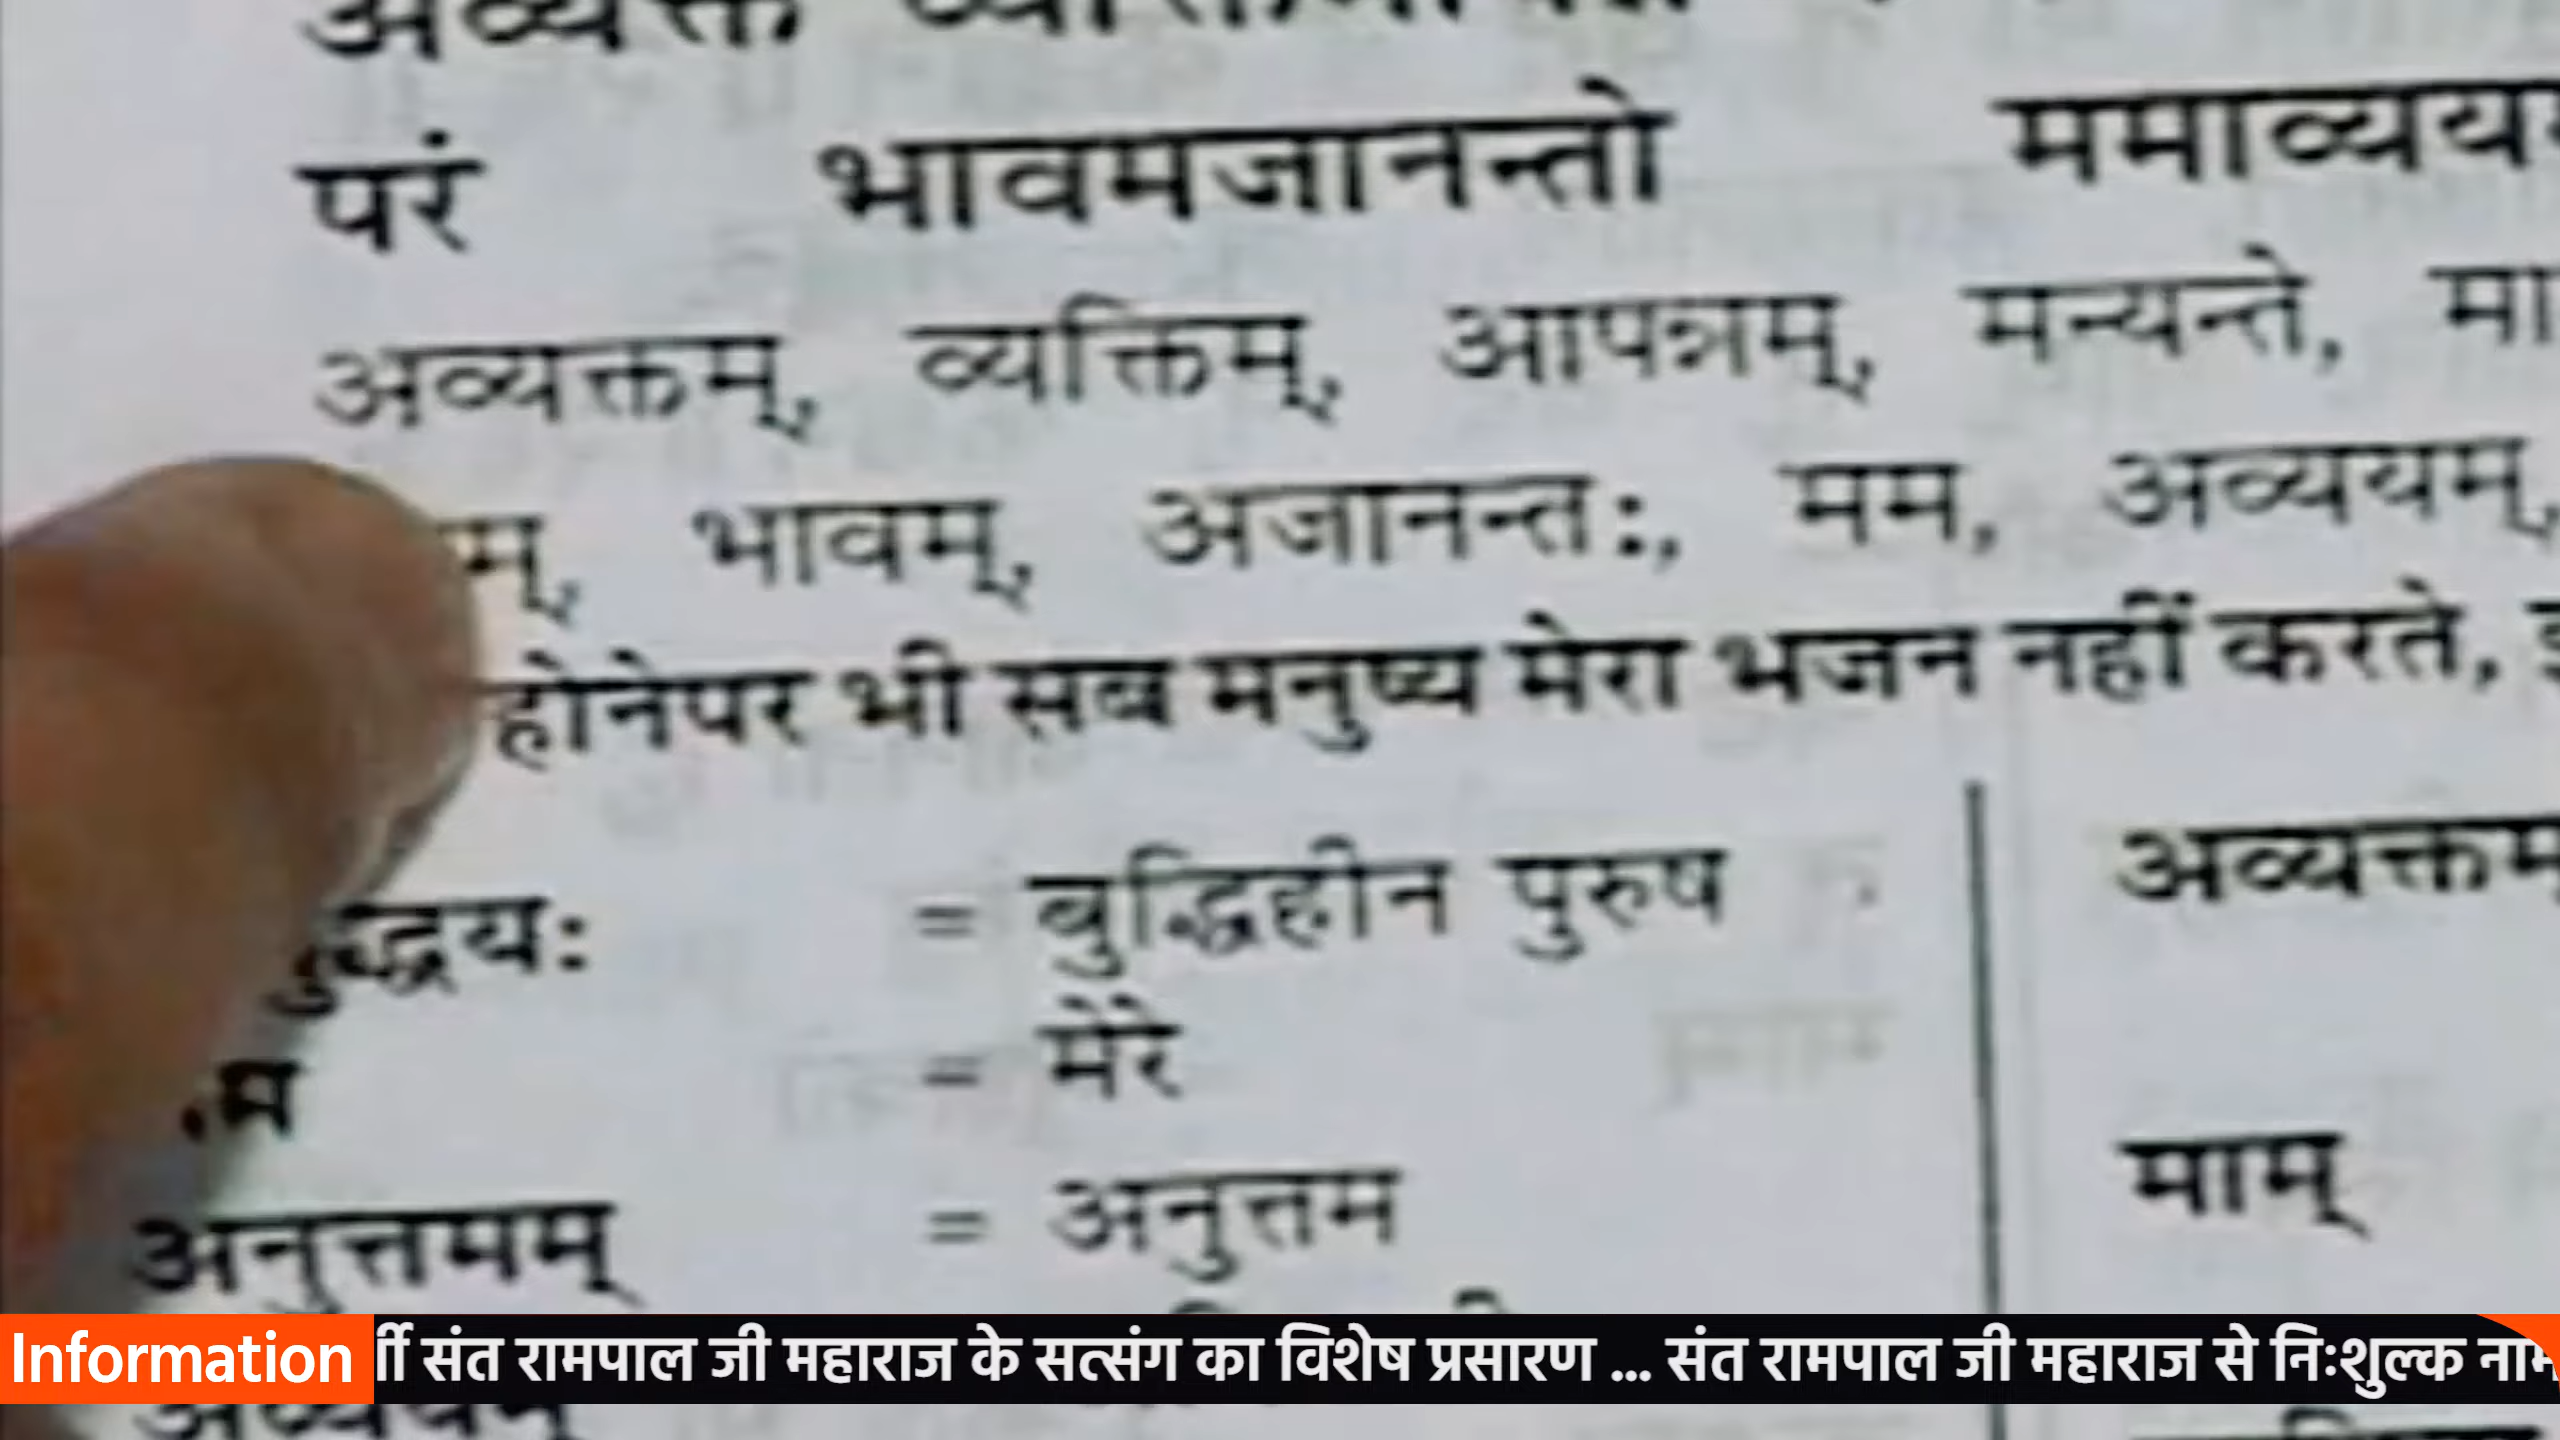 परं भावमजानन्तो
अव्यक्तम्, व्यक्तिम्, आपन्नम्, मन्यन्ते,
भावम्, अजानन्तः, मम, अव्ययम्,
होनेपर भी सब मनुष्य मेरा भजन नहीं करते,
= बुद्धिहीन पुरुष
अव्यक्तम्
= मेरे
माम्
अनुत्तमम् = अनुत्तम
Information संत रामपाल जी महाराज के सत्संग का विशेष प्रसारण ... संत रामपाल जी महाराज से निःशुल्क नाम